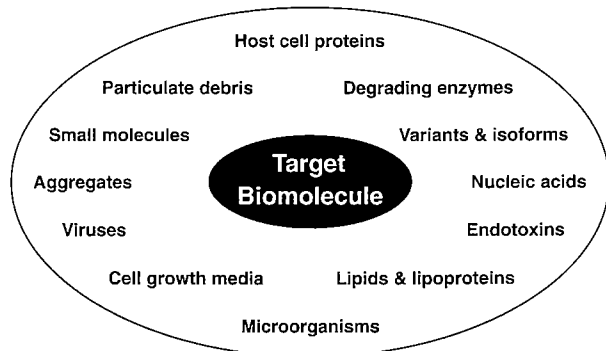 Host cell proteins
Particulate debris
Degrading enzymes
Small molecules
Variants & isoforms
Target
Biomolecule
Aggregates
Nucleic acids
Viruses
Endotoxins
Cell growth media
Lipids & lipoproteins
Microorganisms